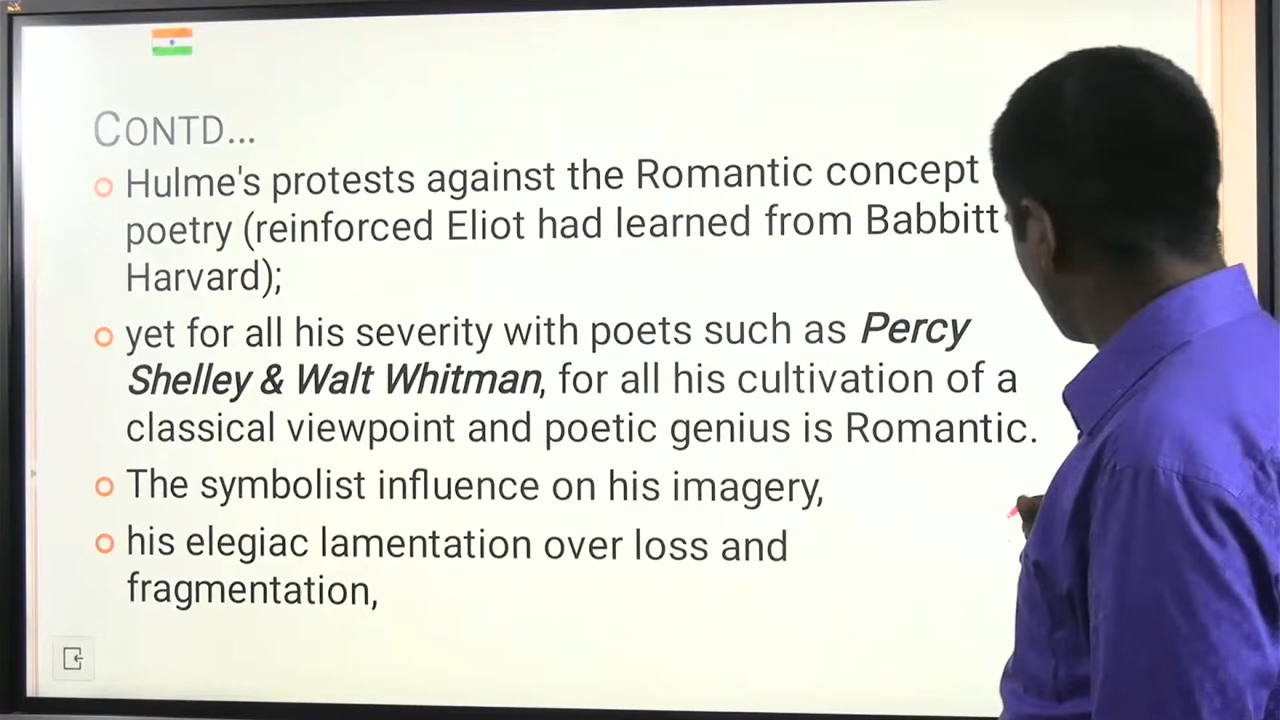 CONTD...
Hulme's protests against the Romantic concept
poetry (reinforced Eliot had learned from Babbitt
Harvard);
yet for all his severity with poets such as Percy
Shelley & Walt Whitman, for all his cultivation of a
classical viewpoint and poetic genius is Romantic.
The symbolist influence on his imagery,
his elegiac lamentation over loss and
fragmentation,